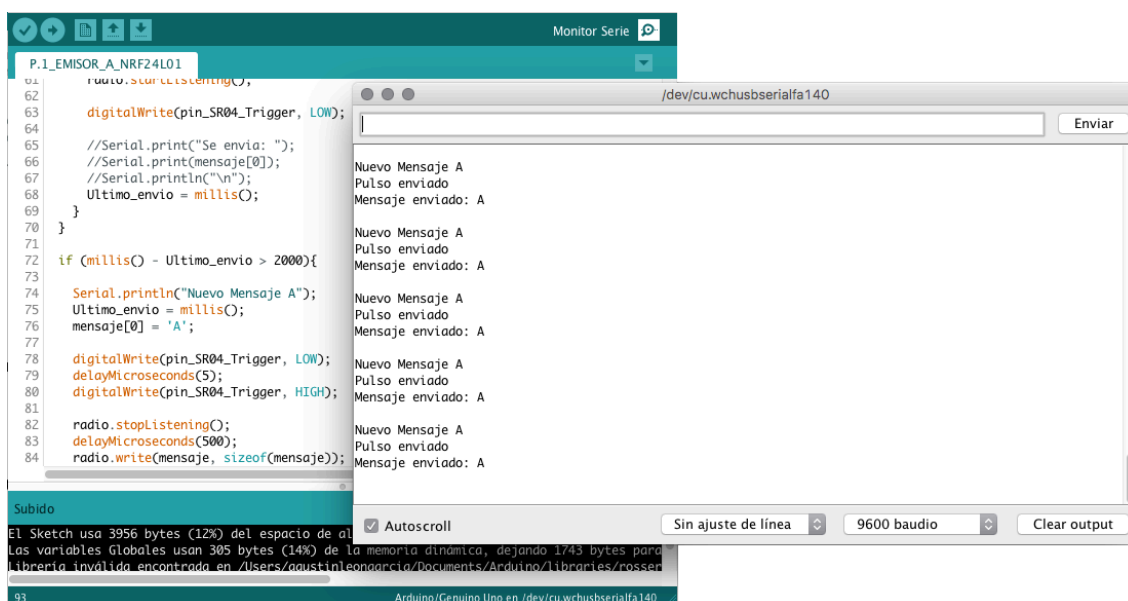 Monitor Serie
P.1_EMISOR_A_NRF24L01
61 radio.startListening();
62
63 digitalWrite(pin_SR04_Trigger, LOW);
64
65 //Serial.print("Se envia: ");
66 //Serial.print(mensaje[0]);
67 //Serial.println("\n");
68 Ultimo_envio = millis();
69 }
70 }
71
72 if (millis() - Ultimo_envio > 2000){
73
74 Serial.println("Nuevo Mensaje A");
75 Ultimo_envio = millis();
76 mensaje[0] = 'A';
77
78 digitalWrite(pin_SR04_Trigger, LOW);
79 delayMicroseconds(5);
80 digitalWrite(pin_SR04_Trigger, HIGH);
81
82 radio.stopListening();
83 delayMicroseconds(500);
84 radio.write(mensaje, sizeof(mensaje));
Subido
El Sketch usa 3956 bytes (12%) del espacio de al
Las variables Globales usan 305 bytes (14%) de la memoria dinámica, dejando 1743 bytes para
Librería inválida encontrada en /Users/agustinleongarcia/Documents/Arduino/libraries/rosser
93
Arduino/Genuino Uno en /dev/cu.wchusbserialfa140
/dev/cu.wchusbserialfa140
Enviar
Nuevo Mensaje A
Pulso enviado
Mensaje enviado: A
Nuevo Mensaje A
Pulso enviado
Mensaje enviado: A
Nuevo Mensaje A
Pulso enviado
Mensaje enviado: A
Nuevo Mensaje A
Pulso enviado
Mensaje enviado: A
Nuevo Mensaje A
Pulso enviado
Mensaje enviado: A
Autoscroll
Sin ajuste de línea
9600 baudio
Clear output